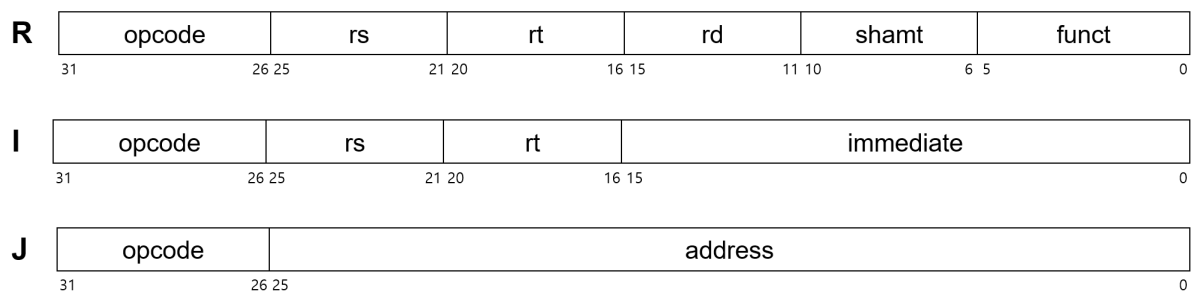 R opcode rs rt rd shamt funct
31 26 25 21 20 16 15 11 10 6 5 0
I opcode rs rt immediate
31 26 25 21 20 16 15 0
J opcode address
31 26 25 0